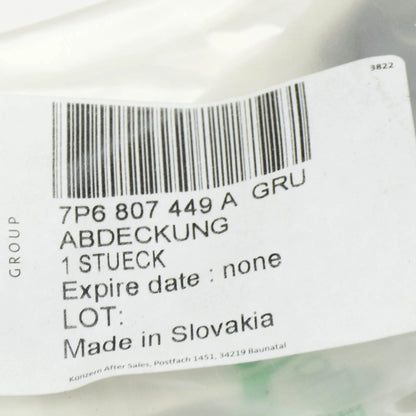 3822
7P6 807 449 A GRU
ABDECKUNG
1 STUECK
Expire date : none
LOT:
Made in Slovakia
Konzern After Sales, Postfach 1451, 34219 Baunatal
GROUP